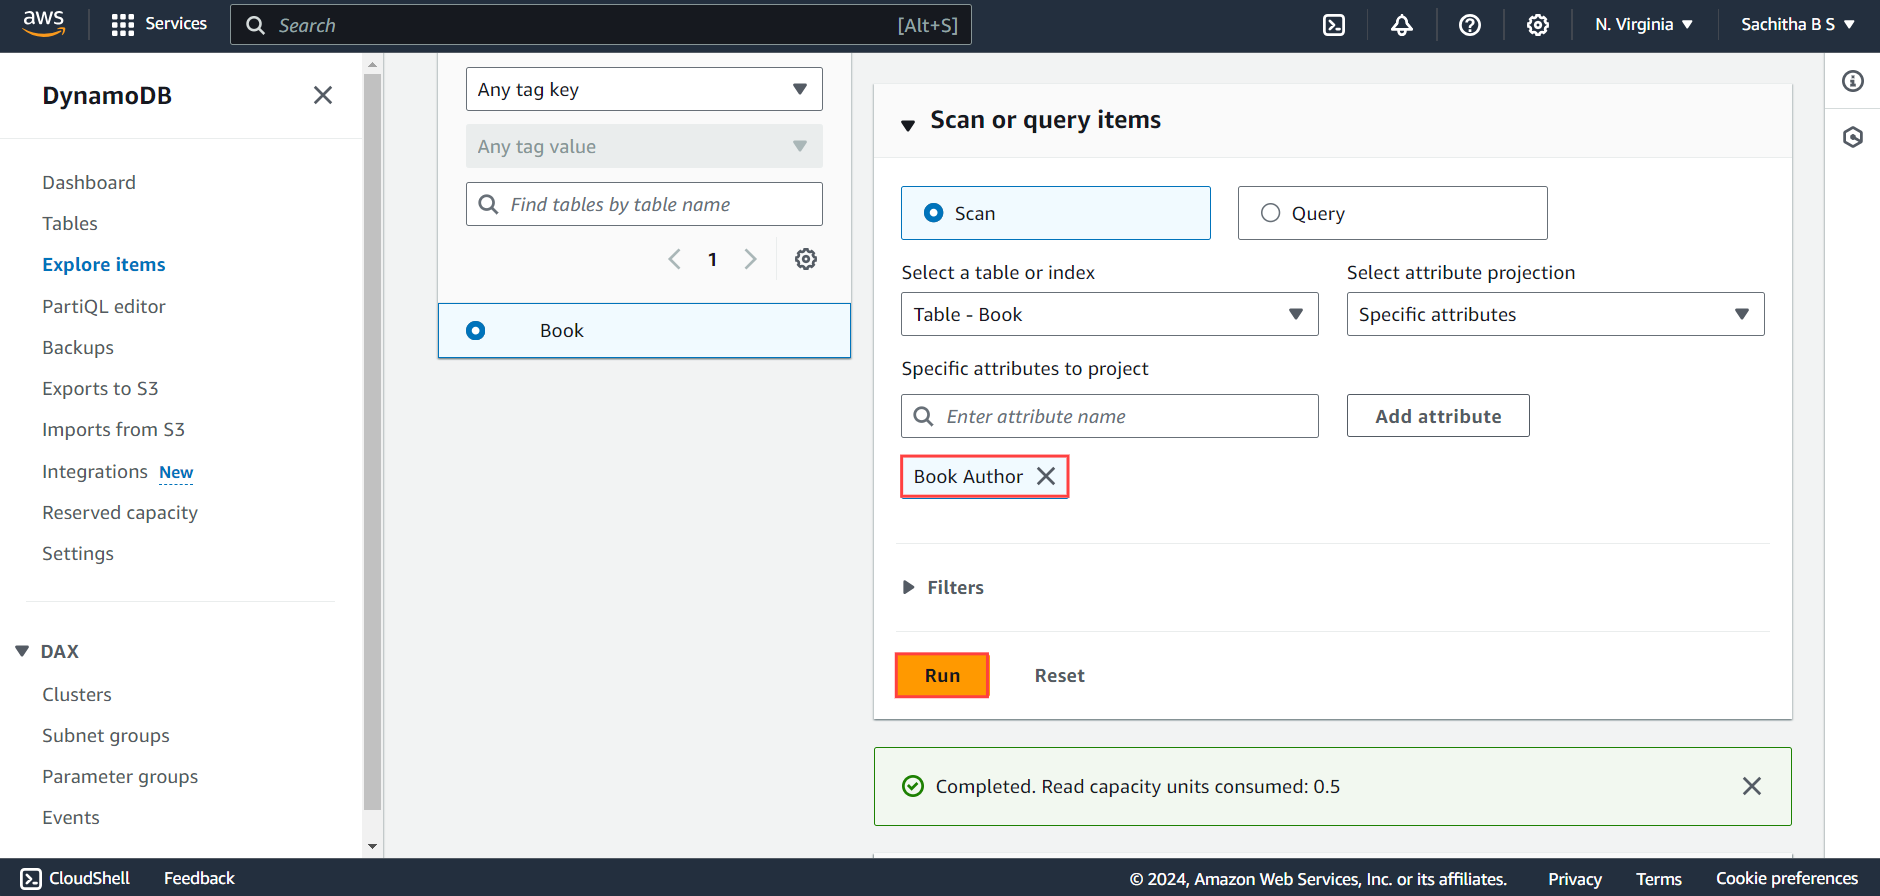 aws
Services
Search
[Alt+S]
N. Virginia
Sachitha B S
DynamoDB
Dashboard
Tables
Explore items
PartiQL editor
Backups
Exports to S3
Imports from S3
Integrations New
Reserved capacity
Settings
DAX
Clusters
Subnet groups
Parameter groups
Events
Any tag key
Any tag value
Find tables by table name
1
Book
Scan or query items
Scan
Query
Select a table or index
Select attribute projection
Table - Book
Specific attributes
Specific attributes to project
Enter attribute name
Add attribute
Book Author
Filters
Run
Reset
Completed. Read capacity units consumed: 0.5
CloudShell
Feedback
© 2024, Amazon Web Services, Inc. or its affiliates.
Privacy
Terms
Cookie preferences